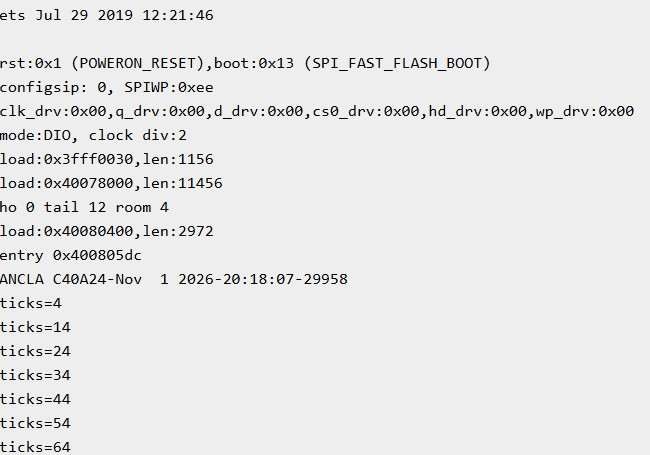 ets Jul 29 2019 12:21:46
rst:0x1 (POWERON_RESET),boot:0x13 (SPI_FAST_FLASH_BOOT)
configsip: 0, SPIWP:0xee
clk_drv:0x00,q_drv:0x00,d_drv:0x00,cs0_drv:0x00,hd_drv:0x00,wp_drv:0x00
mode:DIO, clock div:2
load:0x3fff0030,len:1156
load:0x40078000,len:11456
ho 0 tail 12 room 4
load:0x40080400,len:2972
entry 0x400805dc
ANCLA C40A24-Nov  1 2026-20:18:07-29958
ticks=4
ticks=14
ticks=24
ticks=34
ticks=44
ticks=54
ticks=64